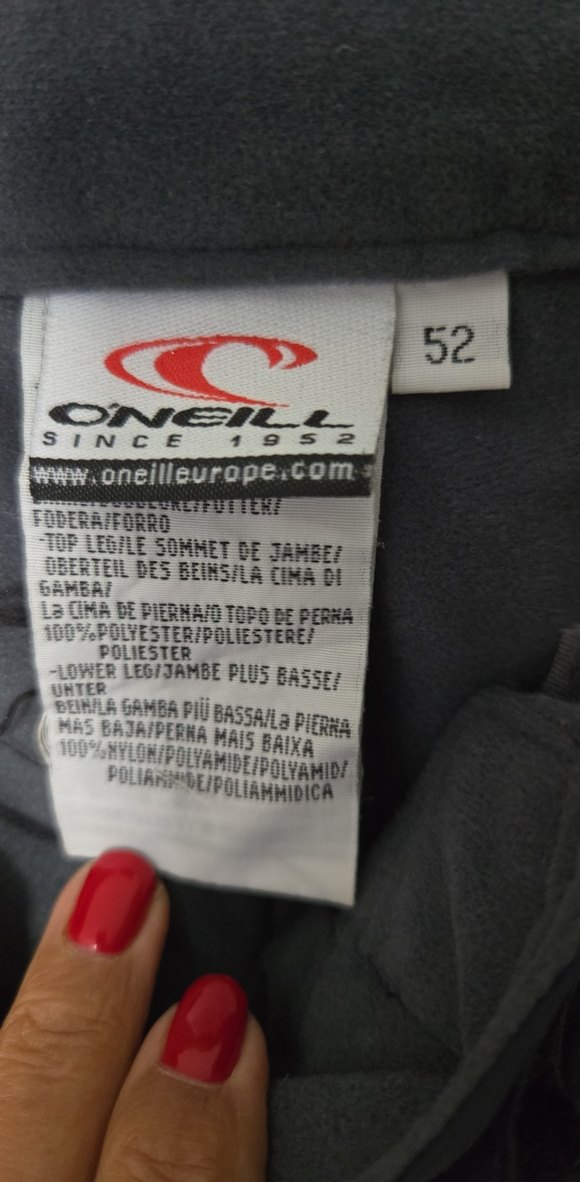 52
O'NEILL
SINCE 1952
www.oneilleurope.com
FODERA/FORRO
-TOP LEG/LE SOMMET DE JAMBE/
OBERTEIL DES BEINS/LA CIMA DI
GAMBA/
La CIMA DE PIERNA/O TOPO DE PERNA
100%POLYESTER/POLIESTERE/
POLIESTER
-LOWER LEG/JAMBE PLUS BASSE/
UNTER
BEIN/LA GAMBA PIÜ BASSA/La PIERNA
MAS BAJA/PERNA MAIS BAIXA
100%NYLON/POLYAMIDE/POLYAMID/
POLIAMMIDE/POLIAMMIDICA